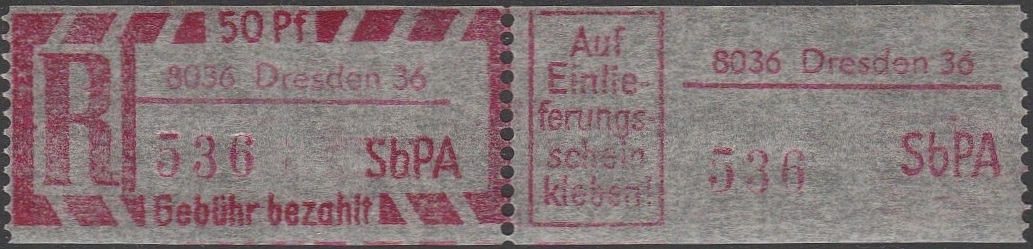 50 Pf
R
8036 Dresden 36
536
SbPA
Gebühr bezahlt
Auf
Einlie-
ferungs-
schein
kleben!
8036 Dresden 36
536
SbPA